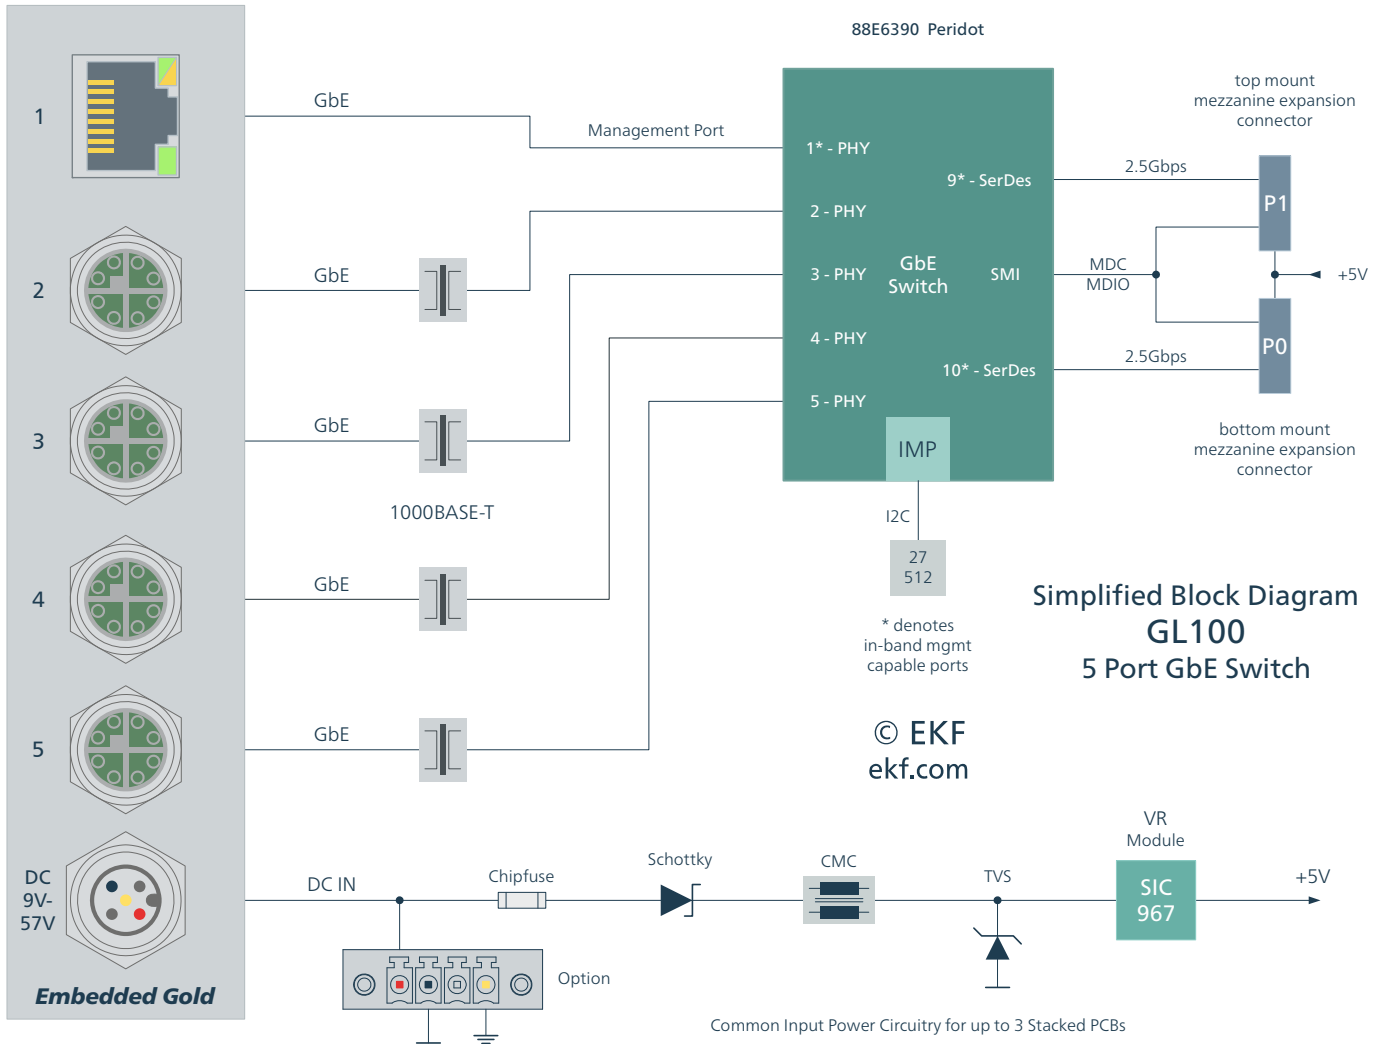 88E6390 Peridot
top mount
mezzanine expansion
connector
1
GbE
Management Port
1* - PHY
9* - SerDes
2.5Gbps
P1
2 - PHY
2
GbE
3 - PHY
GbE
Switch
SMI
MDC
MDIO
+5V
4 - PHY
10* - SerDes
2.5Gbps
P0
5 - PHY
3
GbE
IMP
bottom mount
mezzanine expansion
connector
1000BASE-T
I2C
27
512
4
GbE
* denotes
in-band mgmt
capable ports
Simplified Block Diagram
GL100
5 Port GbE Switch
5
GbE
© EKF
ekf.com
DC
9V-
57V
DC IN
Chipfuse
Schottky
CMC
TVS
VR
Module
SIC
967
+5V
Option
Embedded Gold
Common Input Power Circuitry for up to 3 Stacked PCBs